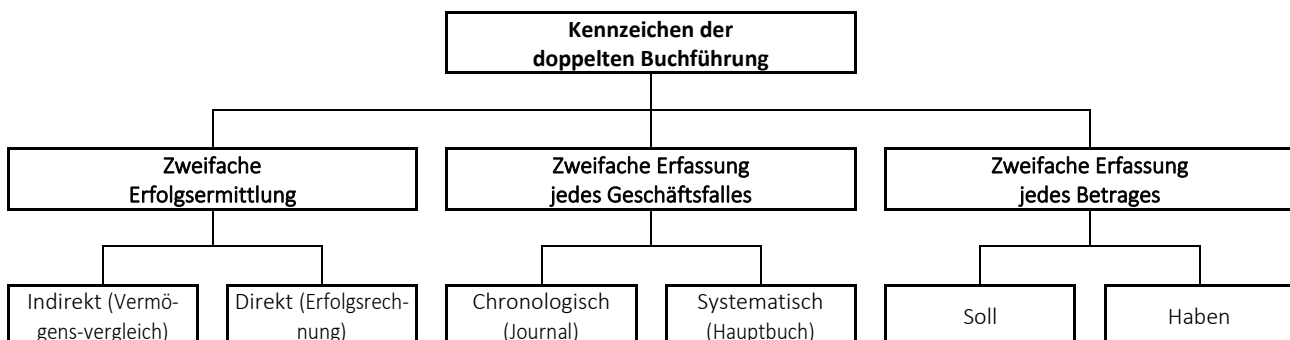 Kennzeichen der
doppelten Buchführung
Zweifache
Erfolgsermittlung
Zweifache Erfassung
jedes Geschäftsfalles
Zweifache Erfassung
jedes Betrages
Indirekt (Vermö-
gens-vergleich)
Direkt (Erfolgsrech-
nung)
Chronologisch
(Journal)
Systematisch
(Hauptbuch)
Soll
Haben